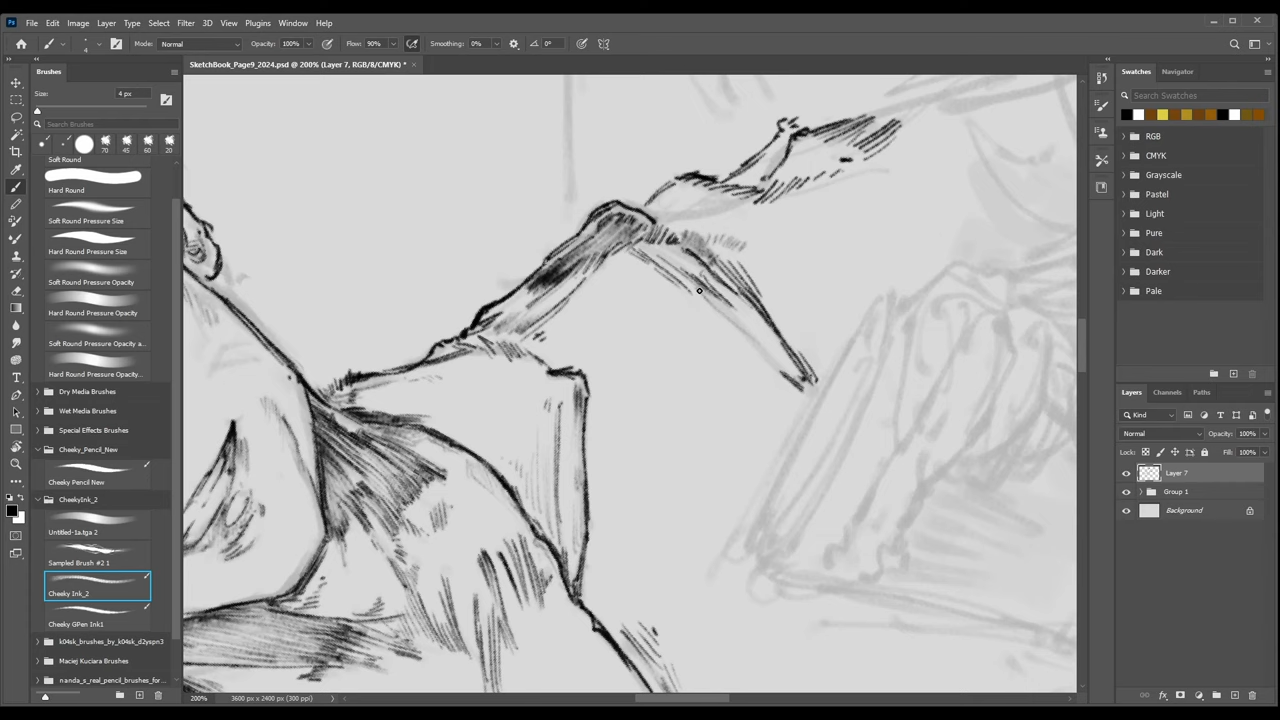 Ps File Edit Image Layer Type Select Filter 3D View Plugins Window Help
4 Mode: Normal Opacity: 100% Flow: 90% Smoothing: 0% 0°
SketchBook_Page9_2024.psd @ 200% (Layer 7, RGB/8/CMYK) *
Brushes
Size: 4 px
Search Brushes
70 45 60 20
Soft Round
Hard Round
Soft Round Pressure Size
Hard Round Pressure Size
Soft Round Pressure Opacity
Hard Round Pressure Opacity
Soft Round Pressure Opacity a...
Hard Round Pressure Opacity...
Dry Media Brushes
Wet Media Brushes
Special Effects Brushes
Cheeky_Pencil_New
Cheeky Pencil New
CheekyInk_2
Untitled-1a.tga 2
Sampled Brush #2 1
Cheeky Ink_2
Cheeky GPen Ink1
k04sk_brushes_by_k04sk_d2yspn3
Maciej Kuciara Brushes
nanda_s_real_pencil_brushes_for...
200% 3600 px x 2400 px (300 ppi)
Swatches Navigator
Search Swatches
RGB
CMYK
Grayscale
Pastel
Light
Pure
Dark
Darker
Pale
Layers Channels Paths
Kind
Normal Opacity: 100%
Lock: Fill: 100%
Layer 7
Group 1
Background
fx